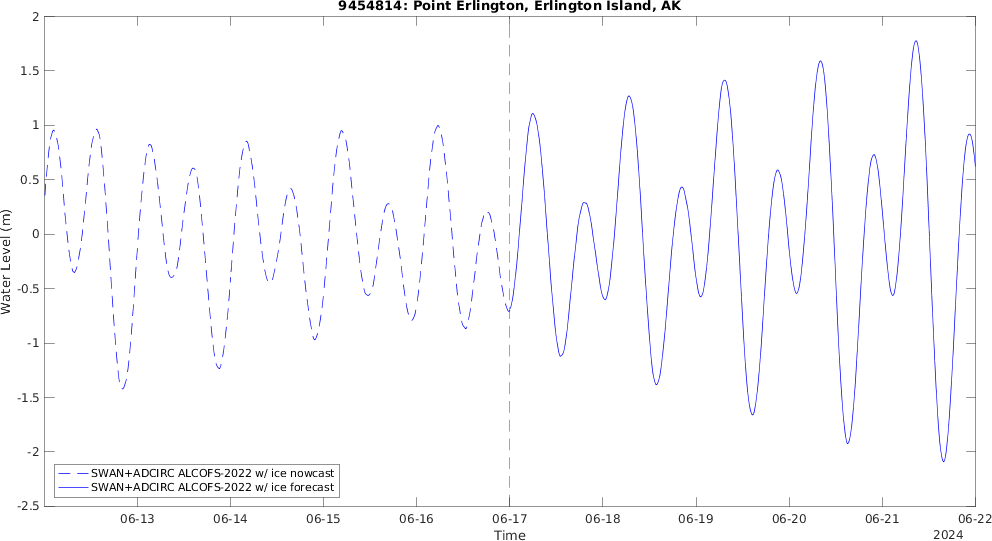 9454814: Point Erlington, Erlington Island, AK
Water Level (m)
2
1.5
1
0.5
0
-0.5
-1
-1.5
-2
-2.5
SWAN+ADCIRC ALCOFS-2022 w/ ice nowcast
SWAN+ADCIRC ALCOFS-2022 w/ ice forecast
06-13 06-14 06-15 06-16 06-17 06-18 06-19 06-20 06-21 06-22
Time
2024